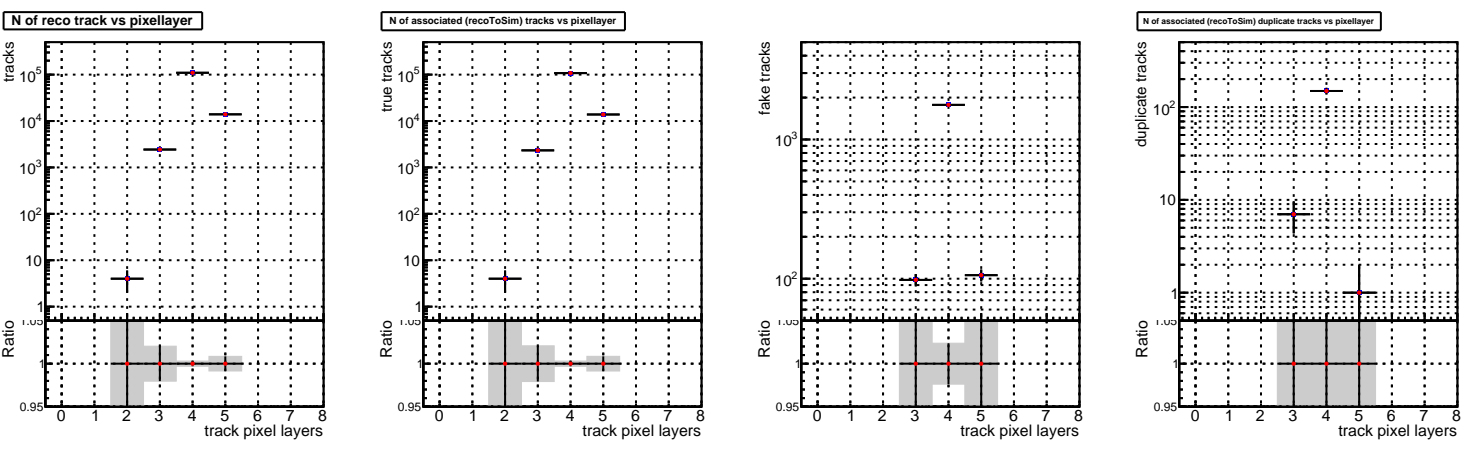 N of reco track vs pixellayer
tracks
10^5
10^4
10^3
10^2
10
1
Ratio
1.05
1
0.95
0 1 2 3 4 5 6 7 8
track pixel layers
N of associated (recoToSim) tracks vs pixellayer
true tracks
10^5
10^4
10^3
10^2
10
1
Ratio
1.05
1
0.95
0 1 2 3 4 5 6 7 8
track pixel layers
fake tracks
10^3
10^2
Ratio
1.05
1
0.95
0 1 2 3 4 5 6 7 8
track pixel layers
N of associated (recoToSim) duplicate tracks vs pixellayer
duplicate tracks
10^2
10
1
Ratio
1.05
1
0.95
0 1 2 3 4 5 6 7 8
track pixel layers